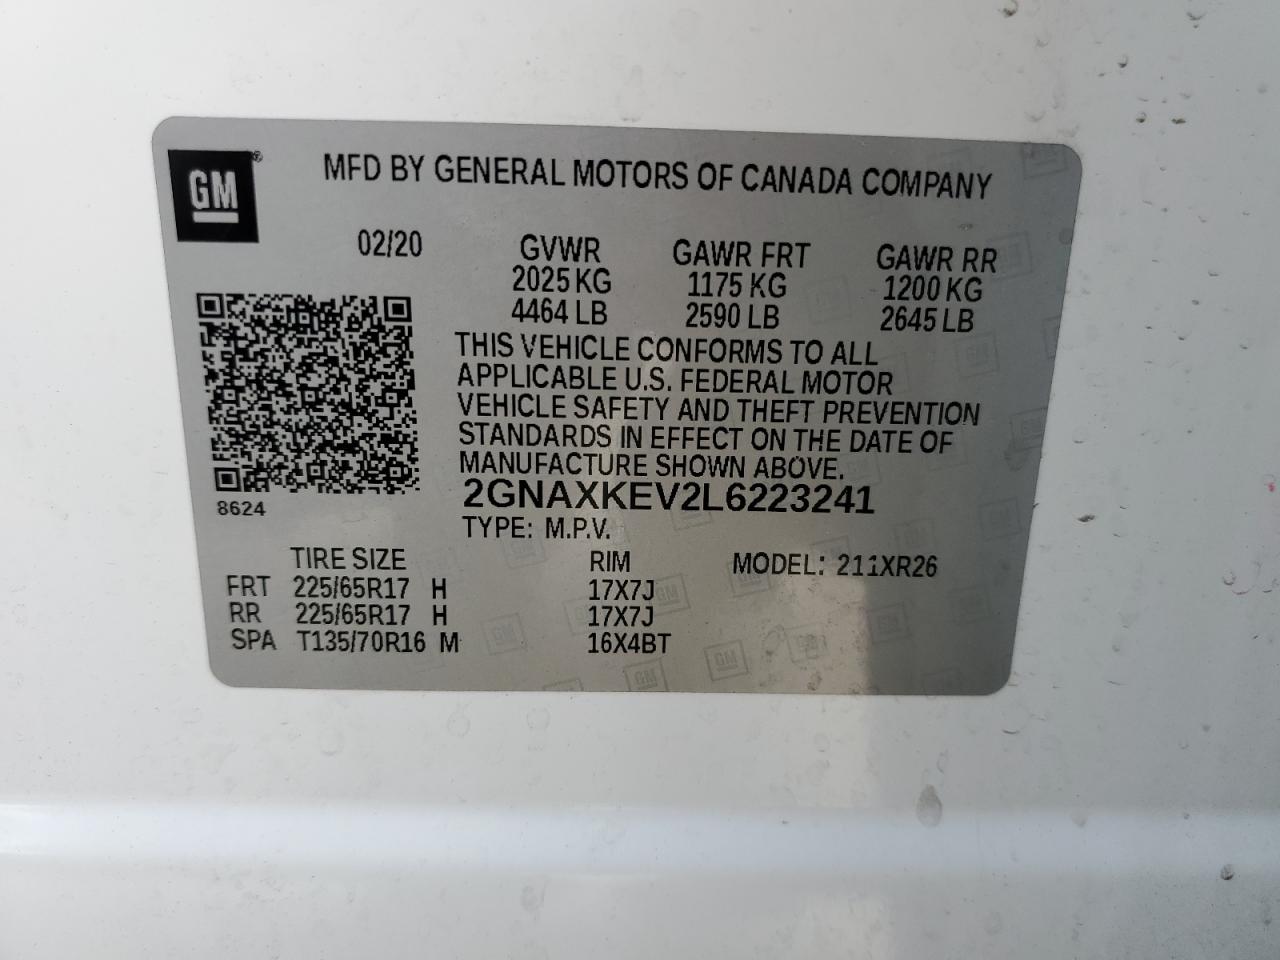 GM®
MFD BY GENERAL MOTORS OF CANADA COMPANY
02/20 GVWR GAWR FRT GAWR RR
2025 KG 1175 KG 1200 KG
4464 LB 2590 LB 2645 LB
THIS VEHICLE CONFORMS TO ALL
APPLICABLE U.S. FEDERAL MOTOR
VEHICLE SAFETY AND THEFT PREVENTION
STANDARDS IN EFFECT ON THE DATE OF
MANUFACTURE SHOWN ABOVE.
8624
2GNAXKEV2L6223241
TYPE: M.P.V.
TIRE SIZE RIM MODEL: 211XR26
FRT 225/65R17 H 17X7J
RR 225/65R17 H 17X7J
SPA T135/70R16 M 16X4BT